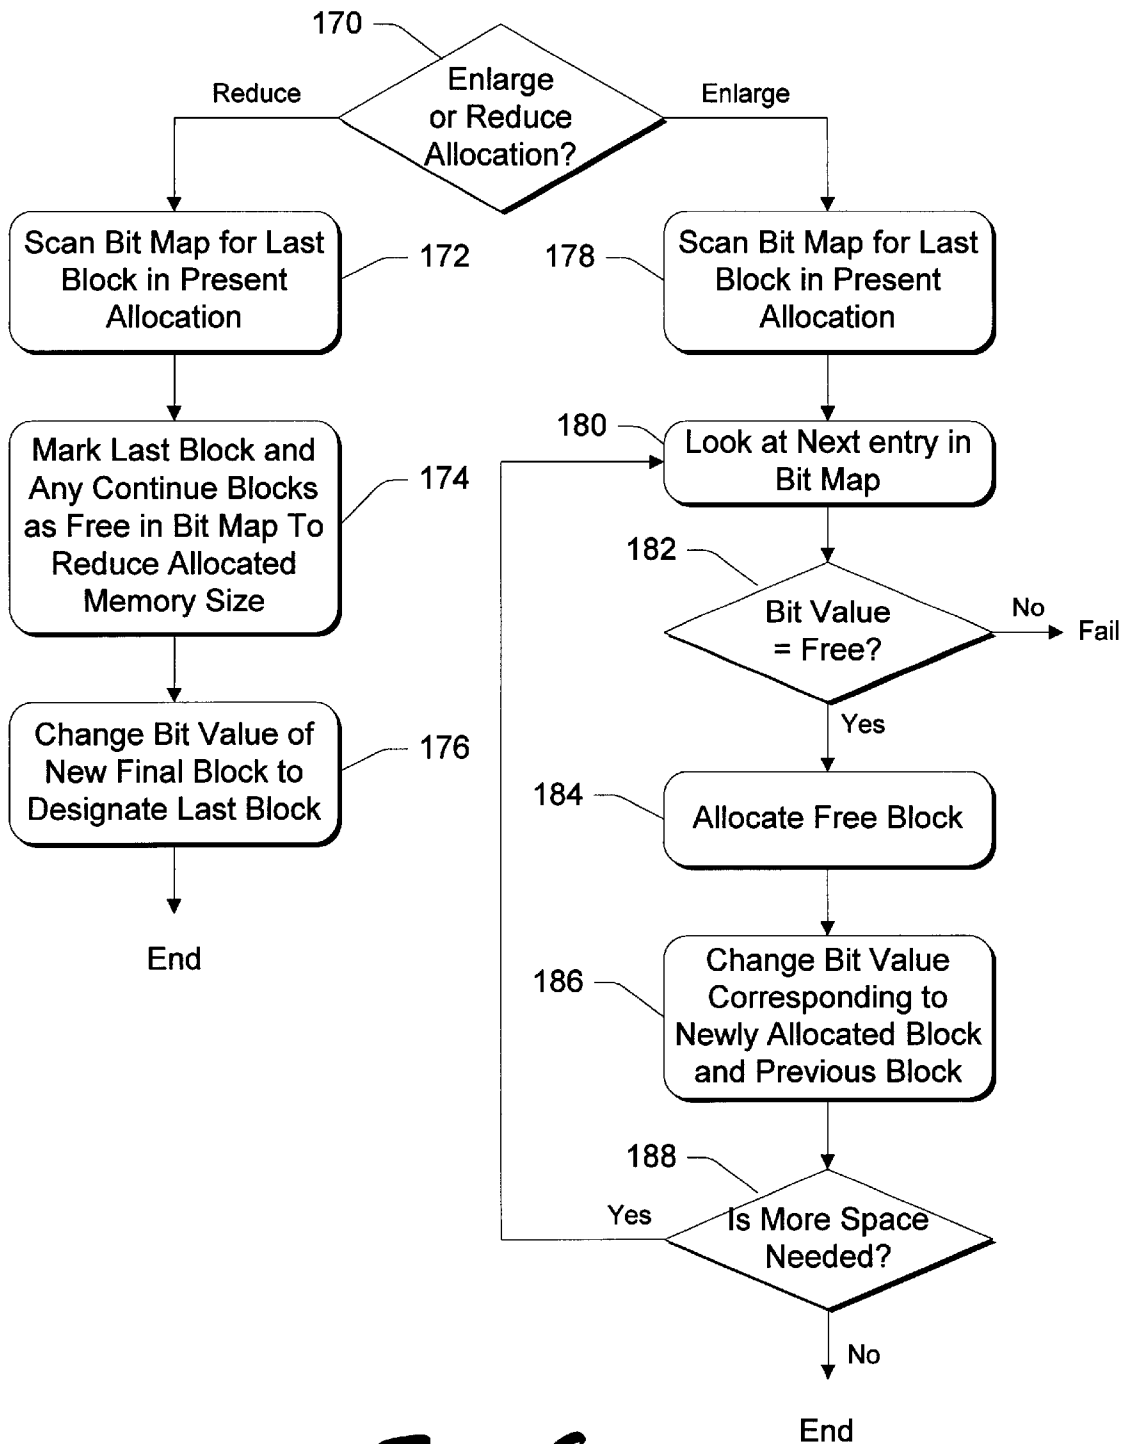 170
Enlarge
or Reduce
Allocation?
Reduce
Enlarge
Scan Bit Map for Last
Block in Present
Allocation
172
178
Scan Bit Map for Last
Block in Present
Allocation
Mark Last Block and
Any Continue Blocks
as Free in Bit Map To
Reduce Allocated
Memory Size
174
180
Look at Next entry in
Bit Map
182
Bit Value
= Free?
No
Fail
Yes
Change Bit Value of
New Final Block to
Designate Last Block
176
End
184
Allocate Free Block
186
Change Bit Value
Corresponding to
Newly Allocated Block
and Previous Block
188
Is More Space
Needed?
Yes
No
End